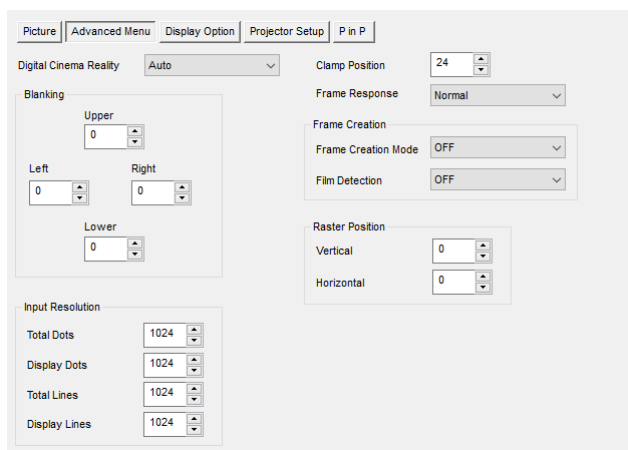 Picture Advanced Menu Display Option Projector Setup P in P
Digital Cinema Reality Auto
Blanking
Upper
0
Left Right
0 0
Lower
0
Input Resolution
Total Dots 1024
Display Dots 1024
Total Lines 1024
Display Lines 1024
Clamp Position 24
Frame Response Normal
Frame Creation
Frame Creation Mode OFF
Film Detection OFF
Raster Position
Vertical 0
Horizontal 0